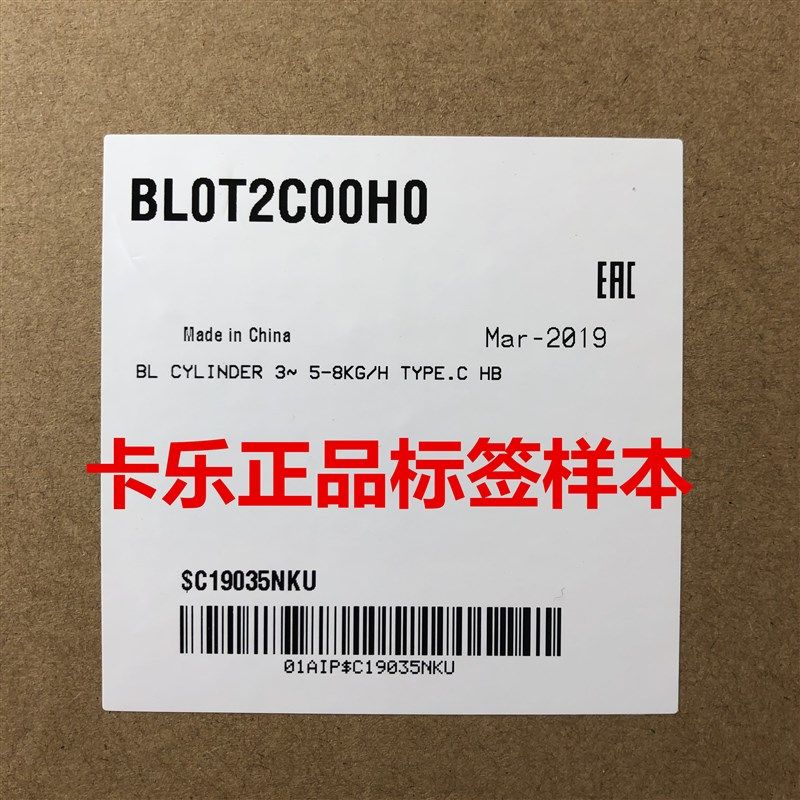 BL0T2C00H0
EAC
Made in China
Mar-2019
BL CYLINDER 3~ 5-8KG/H TYPE.C HB
卡乐正品标签样本
$C19035NKU
01AIP$C19035NKU